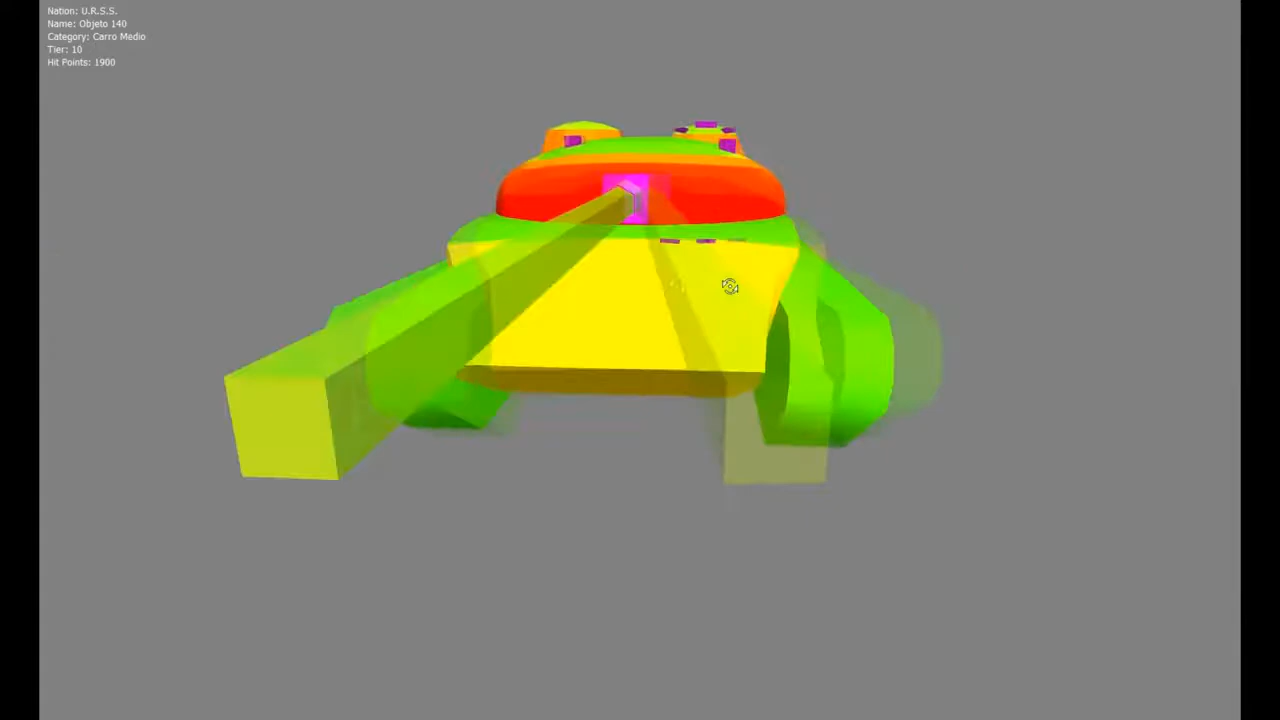 Nation: U.R.S.S.
Name: Objeto 140
Category: Carro Medio
Tier: 10
Hit Points: 1900